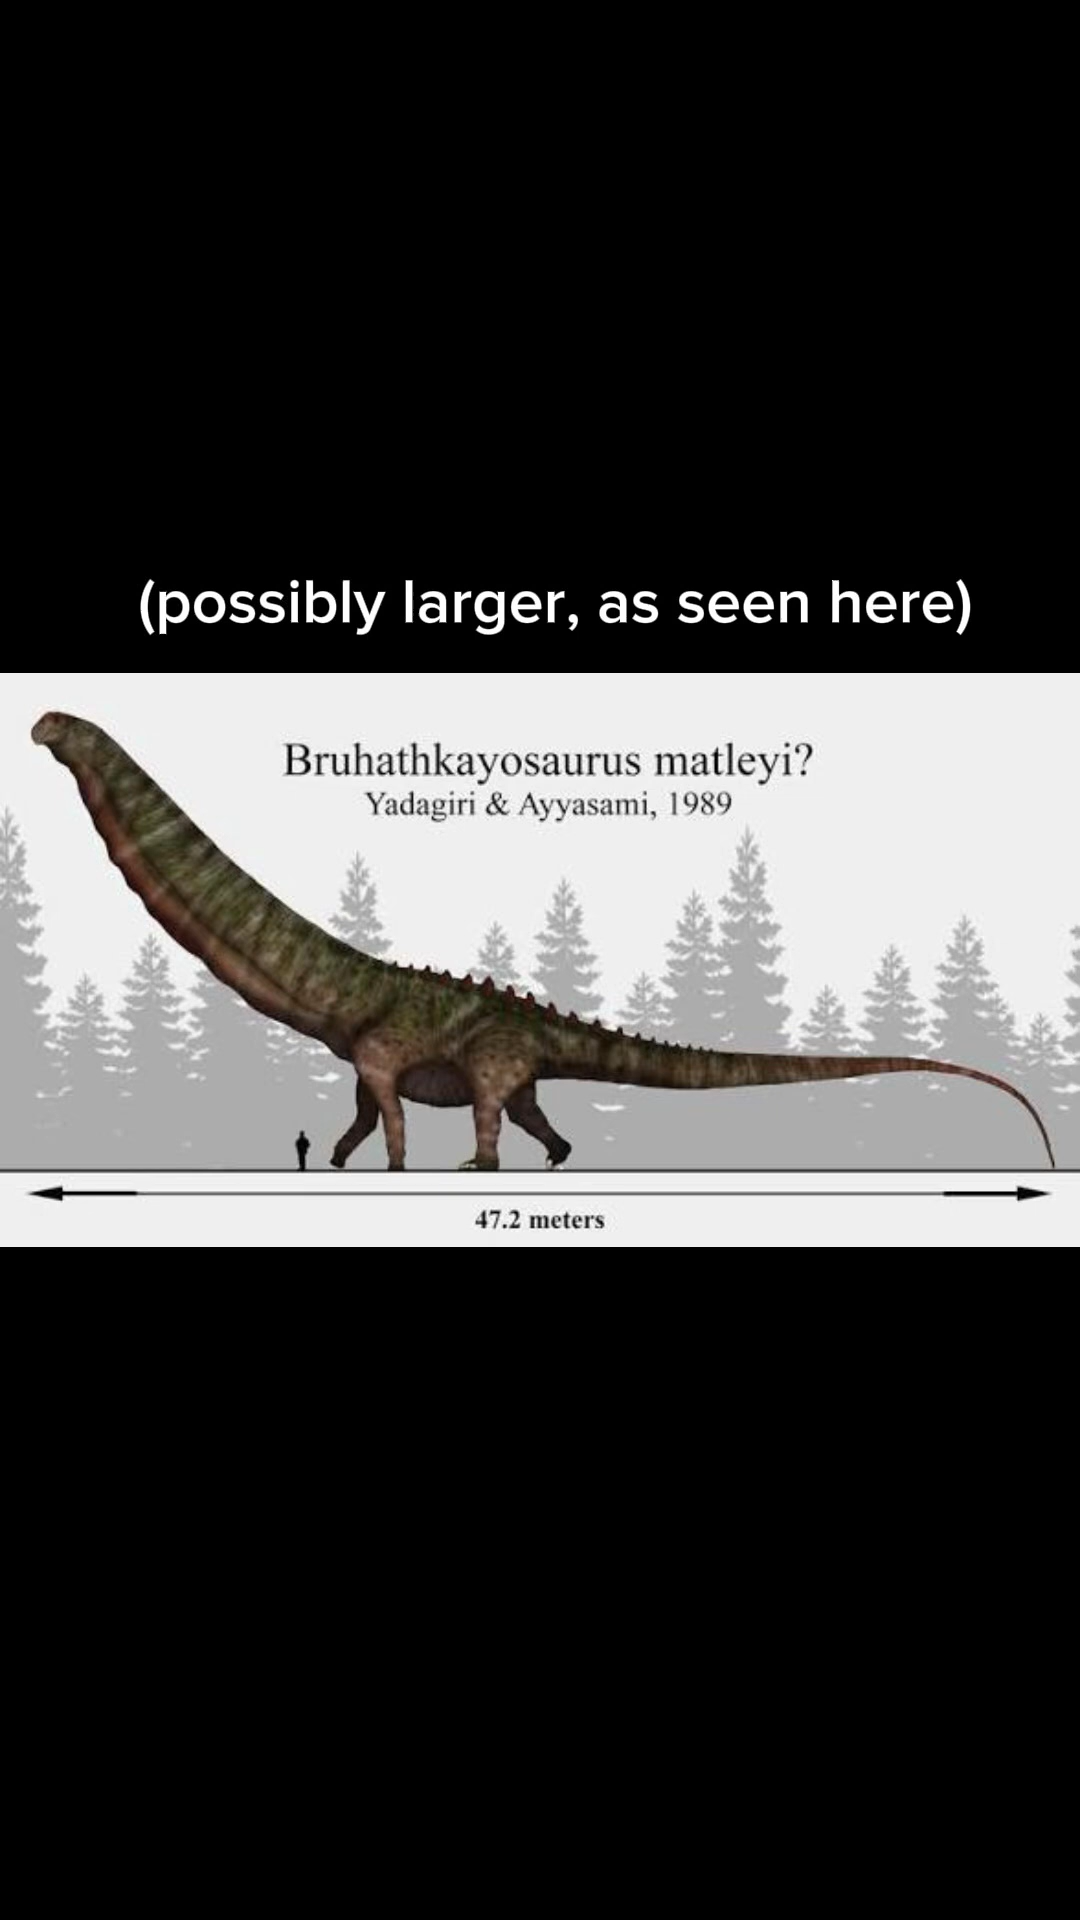 (possibly larger, as seen here)
Bruhathkayosaurus matleyi?
Yadagiri & Ayyasami, 1989
47.2 meters